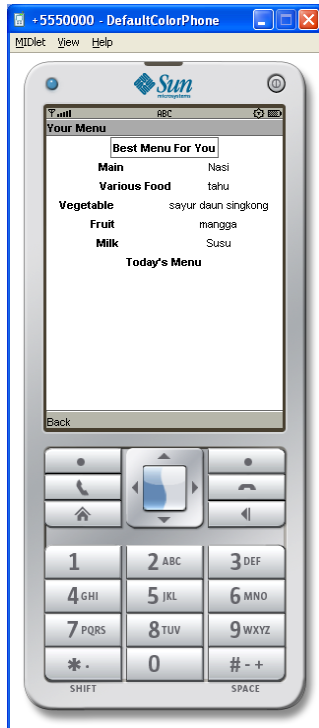 +5550000 - DefaultColorPhone
MIDlet View Help
Sun
microsystems
ABC
Your Menu
Best Menu For You
Main Nasi
Various Food tahu
Vegetable sayur daun singkong
Fruit mangga
Milk Susu
Today's Menu
Back
1 2 ABC 3 DEF
4 GHI 5 JKL 6 MNO
7 PQRS 8 TUV 9 WXYZ
* . 0 # - +
SHIFT SPACE